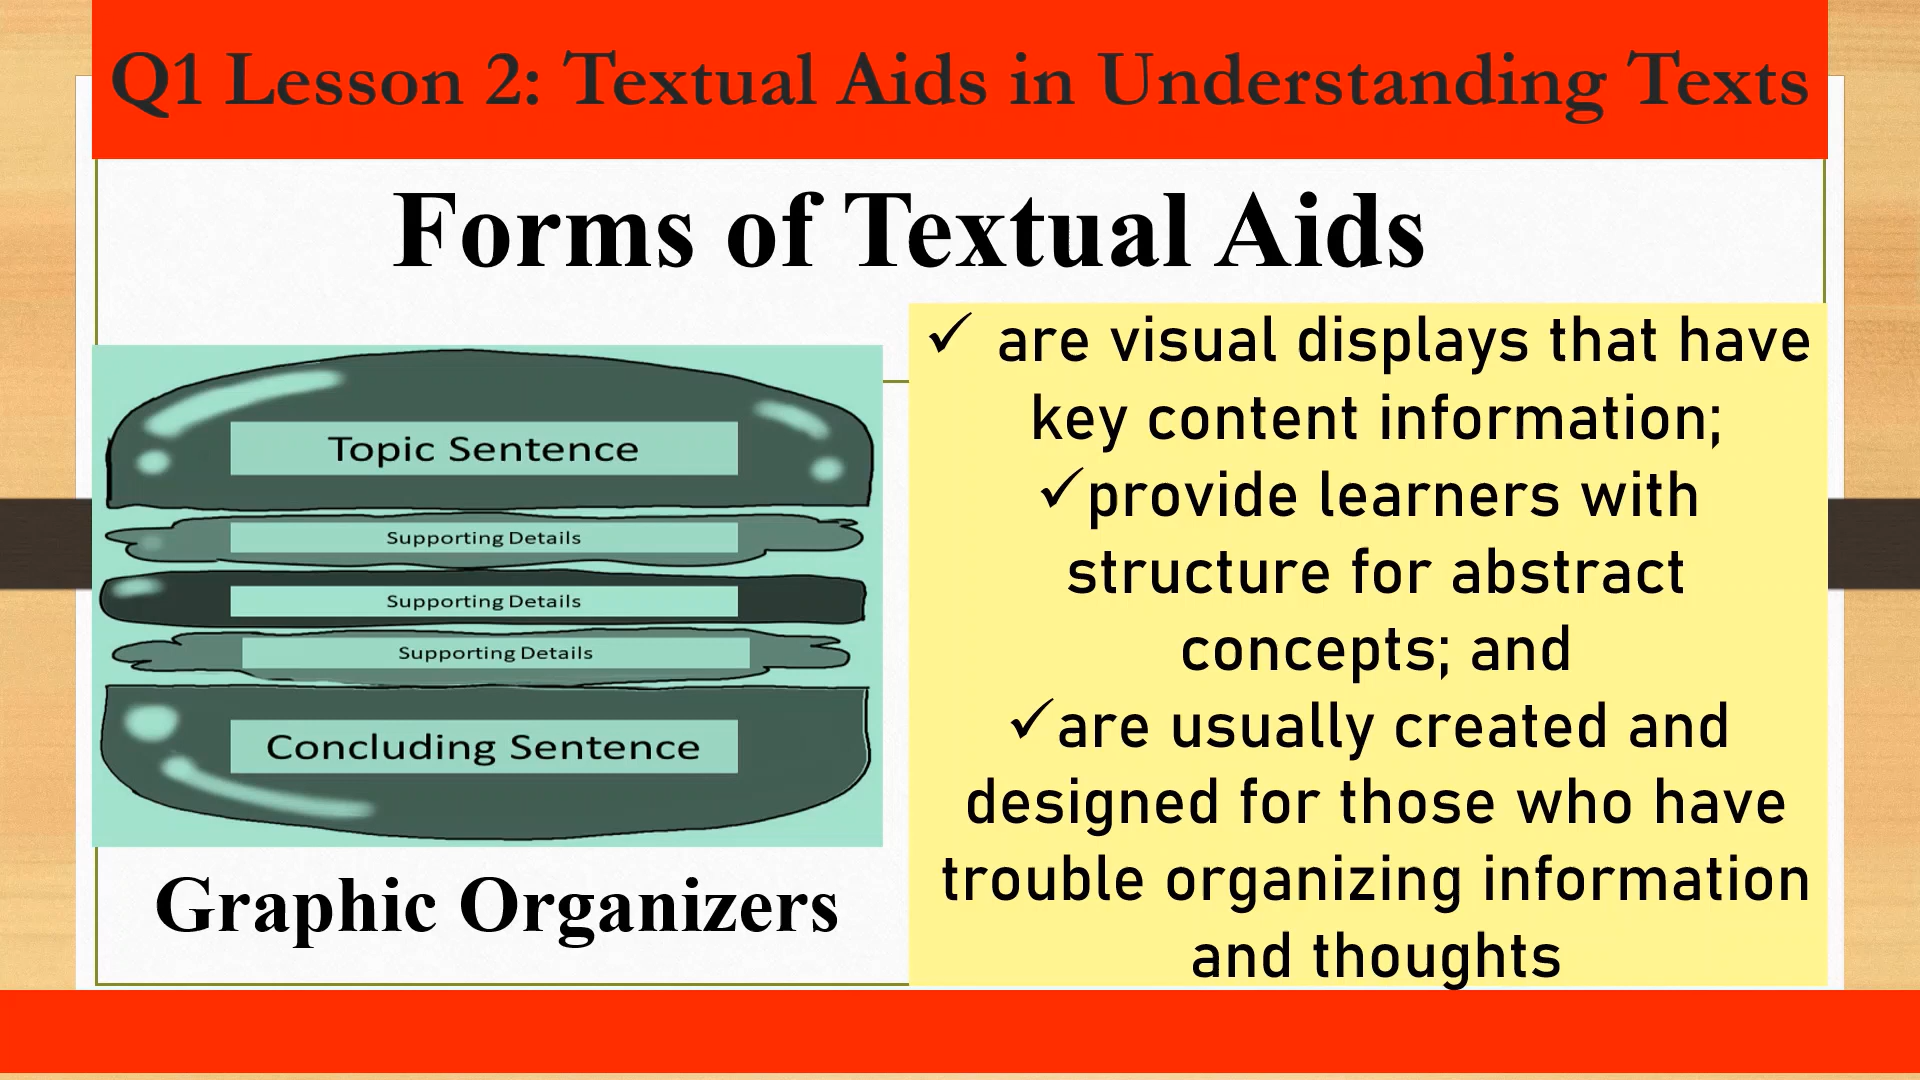 Q1 Lesson 2: Textual Aids in Understanding Texts
Forms of Textual Aids
Topic Sentence
Supporting Details
Supporting Details
Supporting Details
Concluding Sentence
Graphic Organizers
✓ are visual displays that have
key content information;
✓provide learners with
structure for abstract
concepts; and
✓are usually created and
designed for those who have
trouble organizing information
and thoughts